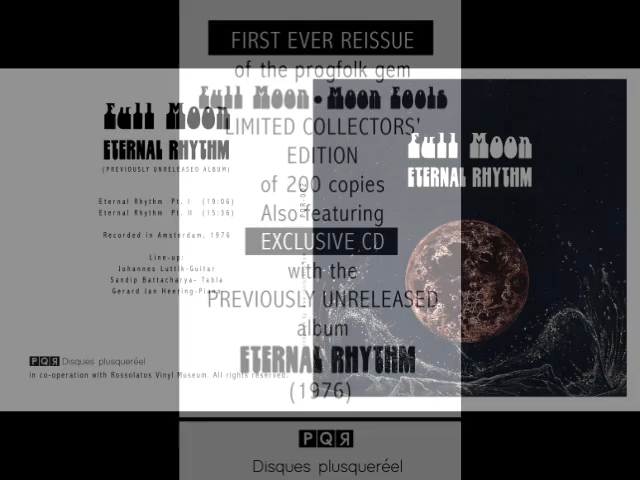 FIRST EVER REISSUE
of the progfolk gem
Full Moon • Moon Fools
LIMITED COLLECTORS'
EDITION
of 200 copies
Also featuring
EXCLUSIVE CD
with the
PREVIOUSLY UNRELEASED
album
ETERNAL RHYTHM
(1976)
PQR
Disques plusqueréel
Full Moon
ETERNAL RHYTHM
(PREVIOUSLY UNRELEASED ALBUM)
Eternal Rhythm Pt. I (19:06)
Eternal Rhythm Pt. II (15:36)
Recorded in Amsterdam, 1976
Line-up:
Johannes Luttik-Guitar
Sandip Battacharya- Tabla
Gerard Jan Heering-Piano
PQR Disques plusqueréel
in co-operation with Rossolatos Vinyl Museum. All rights reserved.
Full Moon
ETERNAL RHYTHM